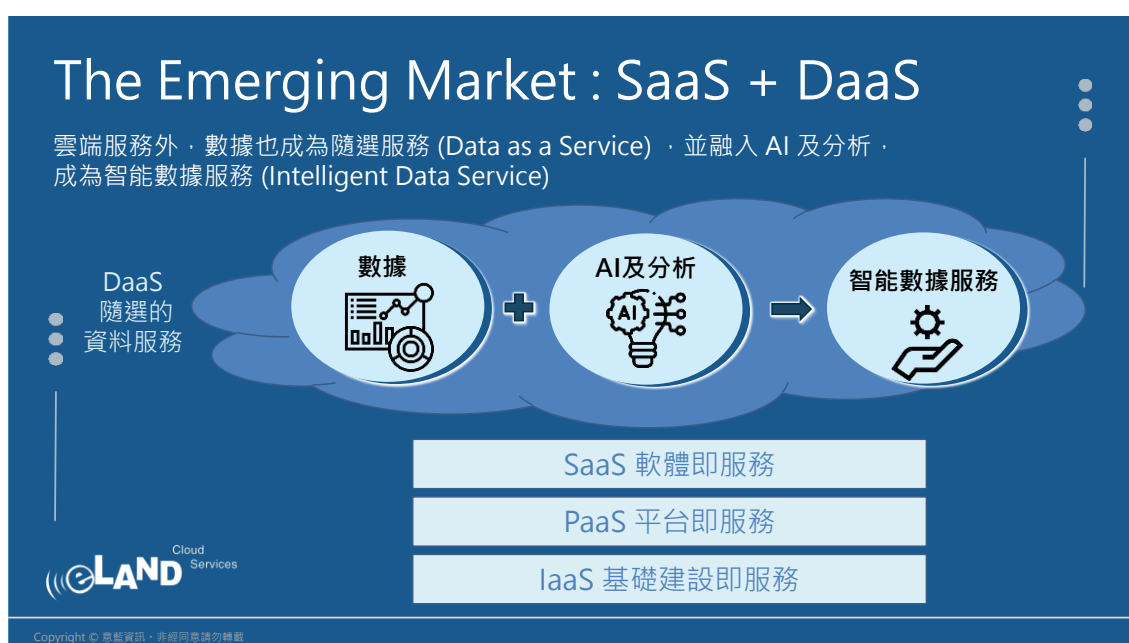 The Emerging Market : SaaS + DaaS
雲端服務外，數據也成為隨選服務 (Data as a Service) ，並融入 AI 及分析，
成為智能數據服務 (Intelligent Data Service)
DaaS
隨選的
資料服務
數據
AI及分析
AI
智能數據服務
SaaS 軟體即服務
PaaS 平台即服務
IaaS 基礎建設即服務
eLAND
Cloud
Services
Copyright © 意藍資訊・非經同意請勿轉載